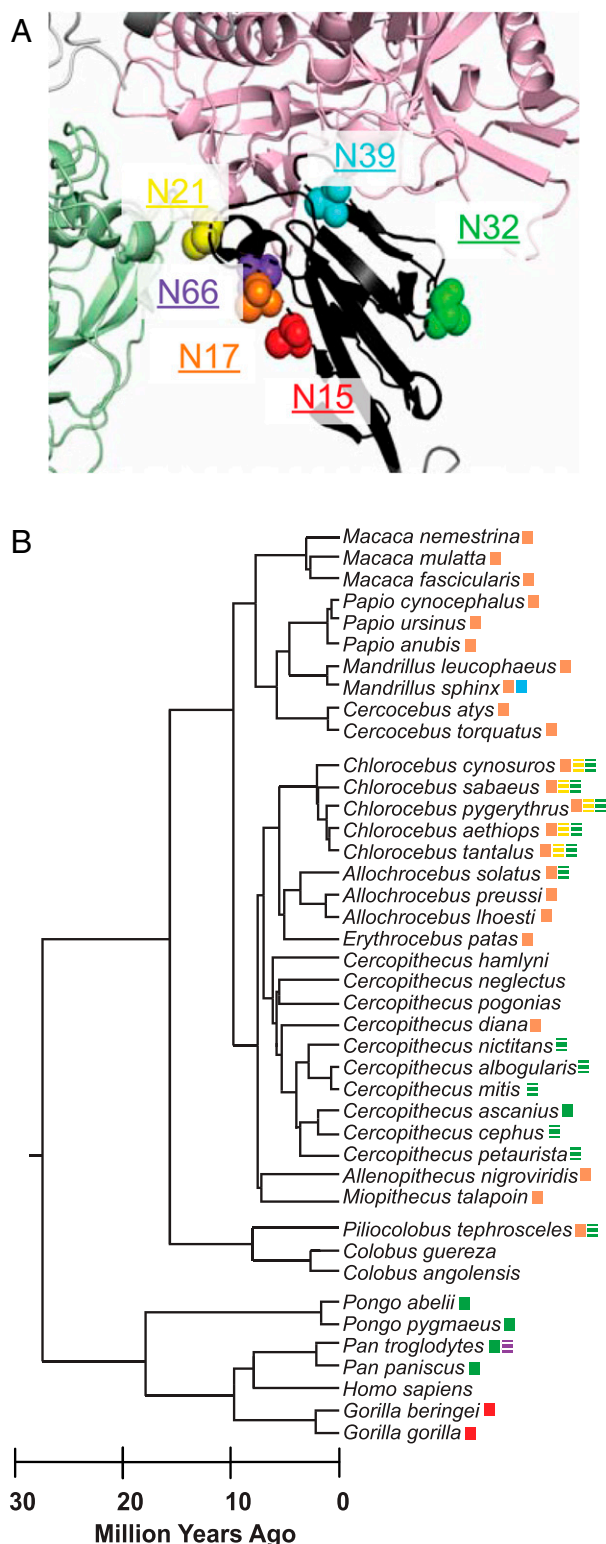 A
N39
N21
N32
N66
N17
N15
B
Macaca nemestrina
Macaca mulatta
Macaca fascicularis
Papio cynocephalus
Papio ursinus
Papio anubis
Mandrillus leucophaeus
Mandrillus sphinx
Cercocebus atys
Cercocebus torquatus
Chlorocebus cynosuros
Chlorocebus sabaeus
Chlorocebus pygerythrus
Chlorocebus aethiops
Chlorocebus tantalus
Allochrocebus solatus
Allochrocebus preussi
Allochrocebus lhoesti
Erythrocebus patas
Cercopithecus hamlyni
Cercopithecus neglectus
Cercopithecus pogonias
Cercopithecus diana
Cercopithecus nictitans
Cercopithecus albogularis
Cercopithecus mitis
Cercopithecus ascanius
Cercopithecus cephus
Cercopithecus petaurista
Allenopithecus nigroviridis
Miopithecus talapoin
Piliocolobus tephrosceles
Colobus guereza
Colobus angolensis
Pongo abelii
Pongo pygmaeus
Pan troglodytes
Pan paniscus
Homo sapiens
Gorilla beringei
Gorilla gorilla
30 20 10 0
Million Years Ago